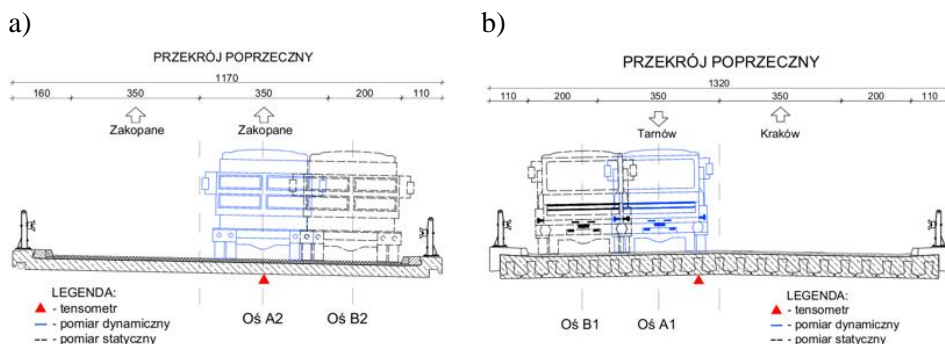 a)
PRZEKRÓJ POPRZECZNY
1170
160 350 350 200 110
Zakopane Zakopane
LEGENDA:
- tensometr
- pomiar dynamiczny
- pomiar statyczny
Oś A2 Oś B2
b)
PRZEKRÓJ POPRZECZNY
1320
110 200 350 350 200 110
Tarnów Kraków
Oś B1 Oś A1
LEGENDA:
- tensometr
- pomiar dynamiczny
- pomiar statyczny